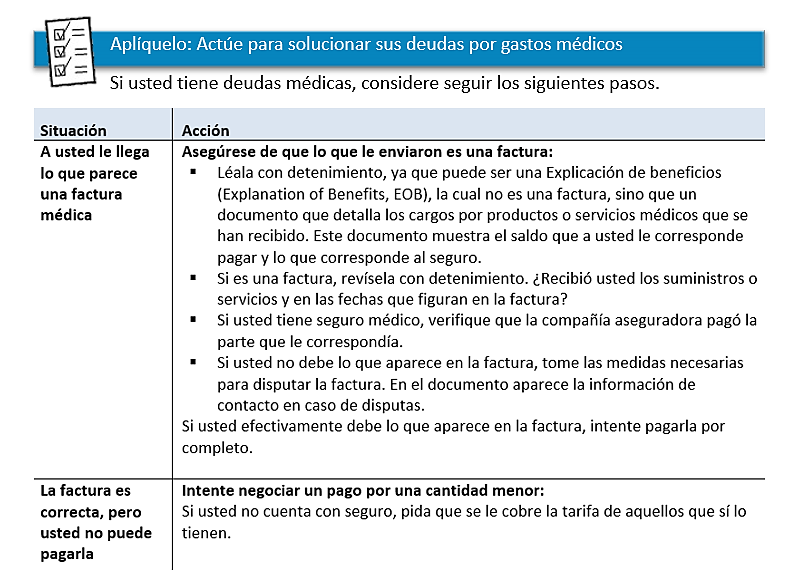 Aplíquelo: Actúe para solucionar sus deudas por gastos médicos
Si usted tiene deudas médicas, considere seguir los siguientes pasos.
Situación
Acción
A usted le llega
lo que parece
una factura
médica
Asegúrese de que lo que le enviaron es una factura:
▪ Léala con detenimiento, ya que puede ser una Explicación de beneficios
(Explanation of Benefits, EOB), la cual no es una factura, sino que un
documento que detalla los cargos por productos o servicios médicos que se
han recibido. Este documento muestra el saldo que a usted le corresponde
pagar y lo que corresponde al seguro.
▪ Si es una factura, revísela con detenimiento. ¿Recibió usted los suministros o
servicios y en las fechas que figuran en la factura?
▪ Si usted tiene seguro médico, verifique que la compañía aseguradora pagó la
parte que le correspondía.
▪ Si usted no debe lo que aparece en la factura, tome las medidas necesarias
para disputar la factura. En el documento aparece la información de
contacto en caso de disputas.
Si usted efectivamente debe lo que aparece en la factura, intente pagarla por
completo.
La factura es
correcta, pero
usted no puede
pagarla
Intente negociar un pago por una cantidad menor:
Si usted no cuenta con seguro, pida que se le cobre la tarifa de aquellos que sí lo
tienen.